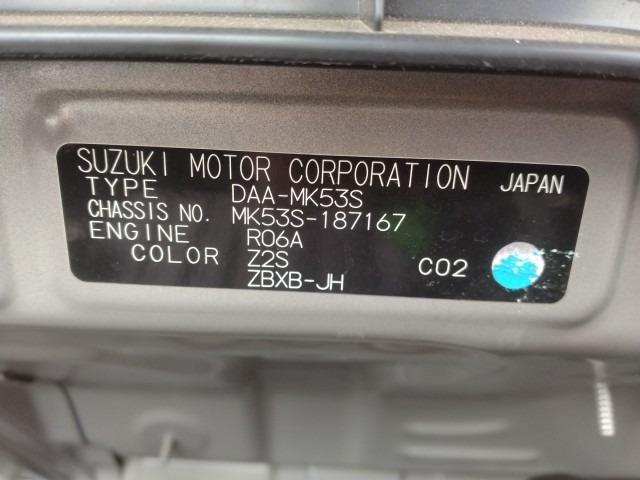 SUZUKI MOTOR CORPORATION JAPAN
TYPE DAA-MK53S
CHASSIS NO. MK53S-187167
ENGINE R06A
COLOR Z2S C02
ZBXB-JH